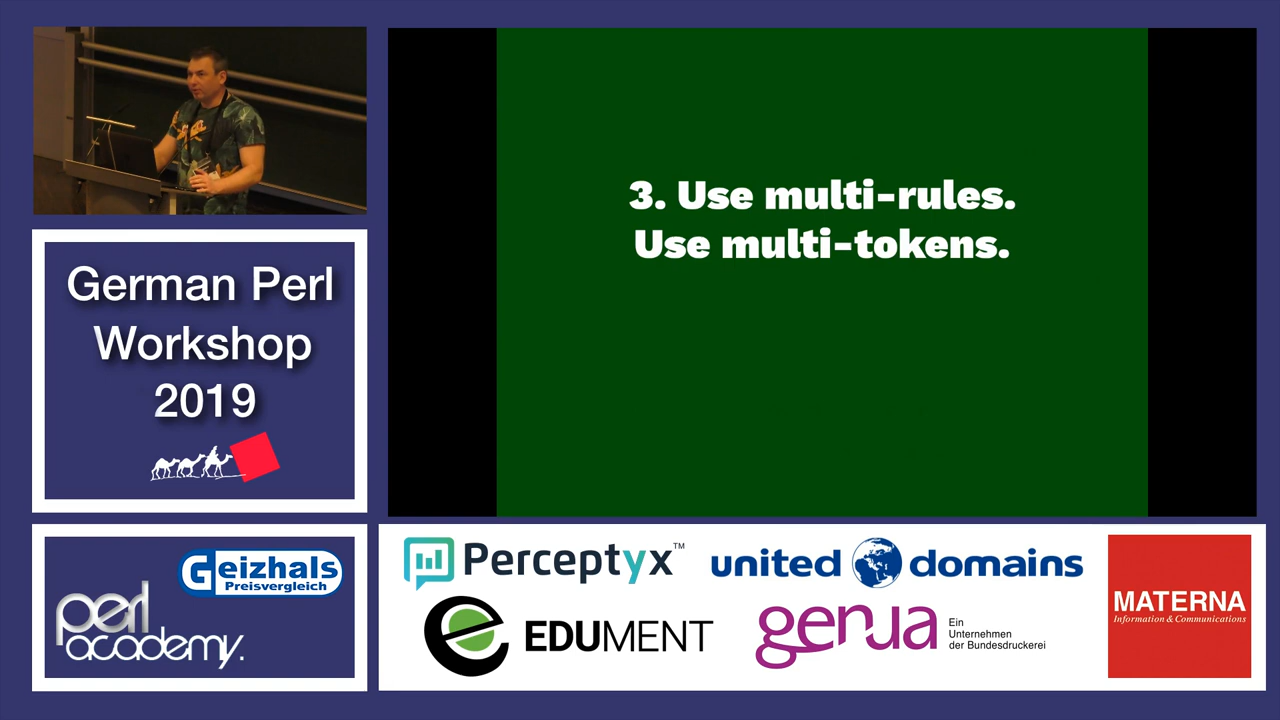 3. Use multi-rules.
Use multi-tokens.
German Perl
Workshop
2019
Geizhals
Preisvergleich
perl
academy.
Perceptyx™
united domains
EDUMENT
genua
Ein
Unternehmen
der Bundesdruckerei
MATERNA
Information & Communications